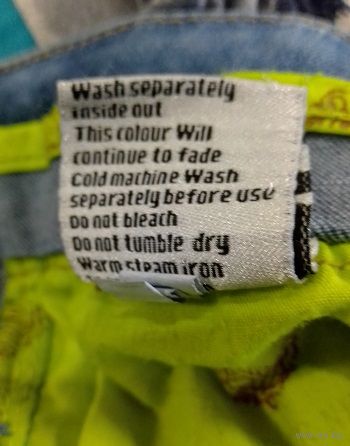 Wash separately
inside out
This colour Will
continue to fade
Cold machine Wash
separately before use
Do not bleach
Do not tumble dry
Warm steam iron